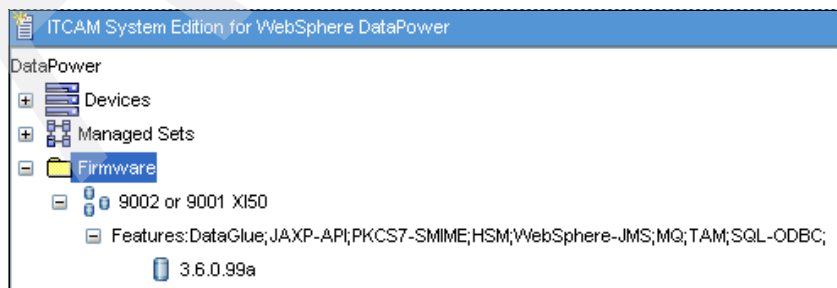 ITCAM System Edition for WebSphere DataPower
DataPower
Devices
Managed Sets
Firmware
9002 or 9001 XI50
Features:DataGlue;JAXP-API;PKCS7-SMIME;HSM;WebSphere-JMS;MQ;TAM;SQL-ODBC;
3.6.0.99a